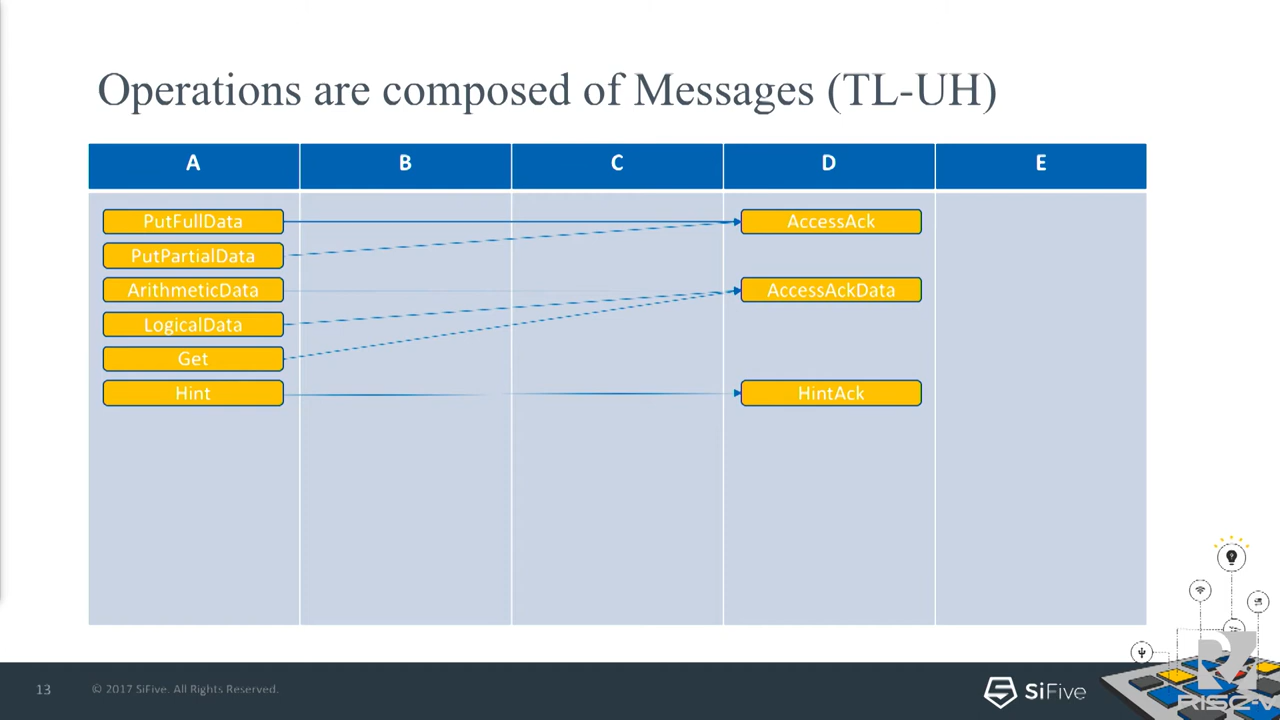 Operations are composed of Messages (TL-UH)
A B C D E
PutFullData AccessAck
PutPartialData
ArithmeticData AccessAckData
LogicalData
Get
Hint HintAck
13 © 2017 SiFive. All Rights Reserved.
SiFive
RISC-V